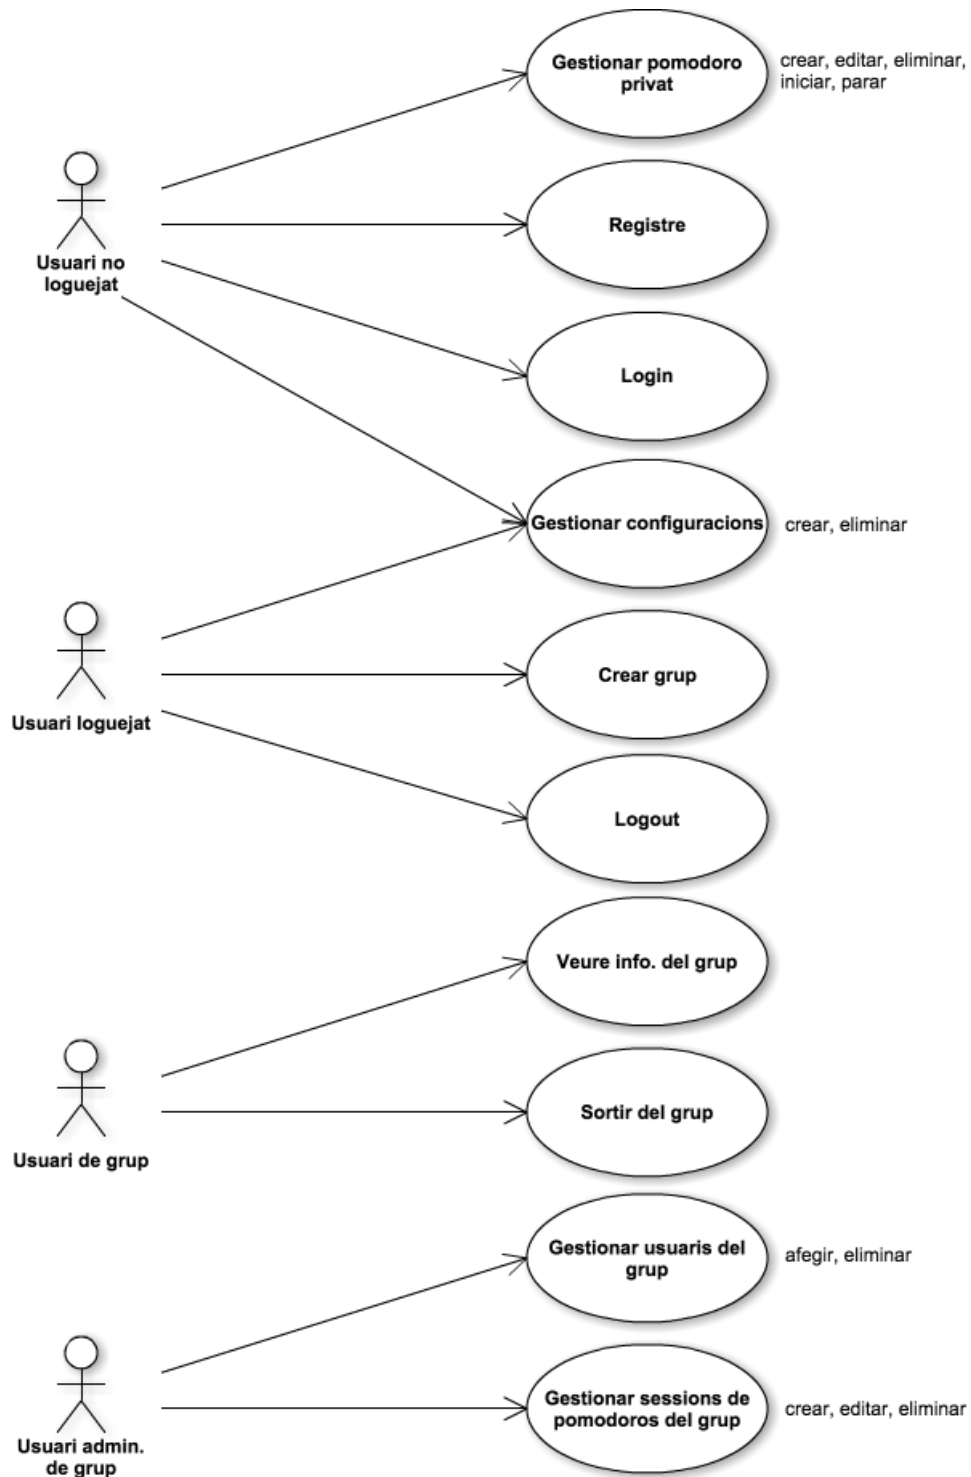 Gestionar pomodoro
privat
crear, editar, eliminar,
iniciar, parar
Usuari no
loguejat
Registre
Login
Gestionar configuracions
crear, eliminar
Usuari loguejat
Crear grup
Logout
Veure info. del grup
Usuari de grup
Sortir del grup
Gestionar usuaris del
grup
afegir, eliminar
Usuari admin.
de grup
Gestionar sessions de
pomodoros del grup
crear, editar, eliminar